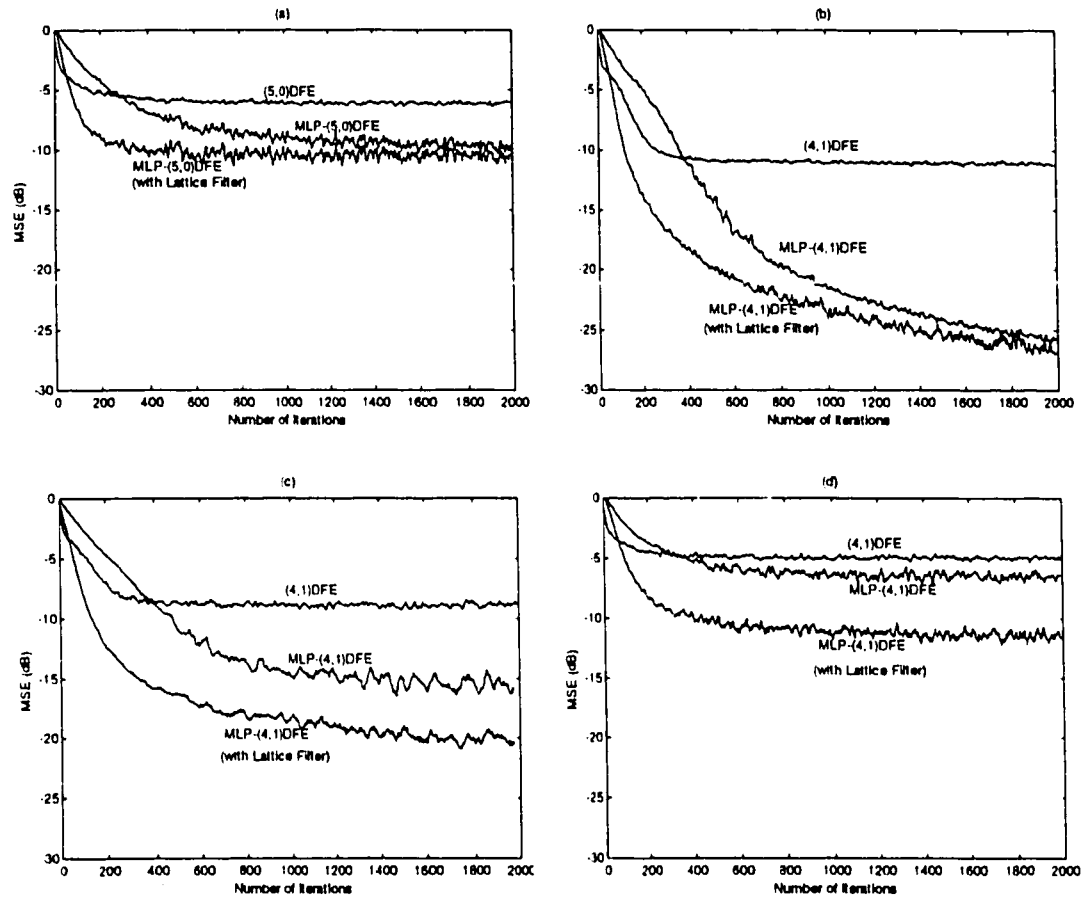 (a)
0
-5
-10
-15
-20
-25
-30
MSE (dB)
(5,0)DFE
MLP-(5,0)DFE
MLP-(5,0)DFE
(with Lattice Filter)
0 200 400 600 800 1000 1200 1400 1600 1800 2000
Number of Iterations
(b)
0
-5
-10
-15
-20
-25
-30
(4,1)DFE
MLP-(4,1)DFE
MLP-(4,1)DFE
(with Lattice Filter)
0 200 400 600 800 1000 1200 1400 1600 1800 2000
Number of Iterations
(c)
0
-5
-10
-15
-20
-25
30
MSE (dB)
(4,1)DFE
MLP-(4,1)DFE
MLP-(4,1)DFE
(with Lattice Filter)
0 200 400 600 800 1000 1200 1400 1600 1800 2000
Number of Iterations
(d)
0
-5
-10
-15
-20
-25
-30
MSE (dB)
(4,1)DFE
MLP-(4,1)DFE
MLP-(4,1)DFE
(with Lattice Filter)
0 200 400 600 800 1000 1200 1400 1600 1800 2000
Number of Iterations